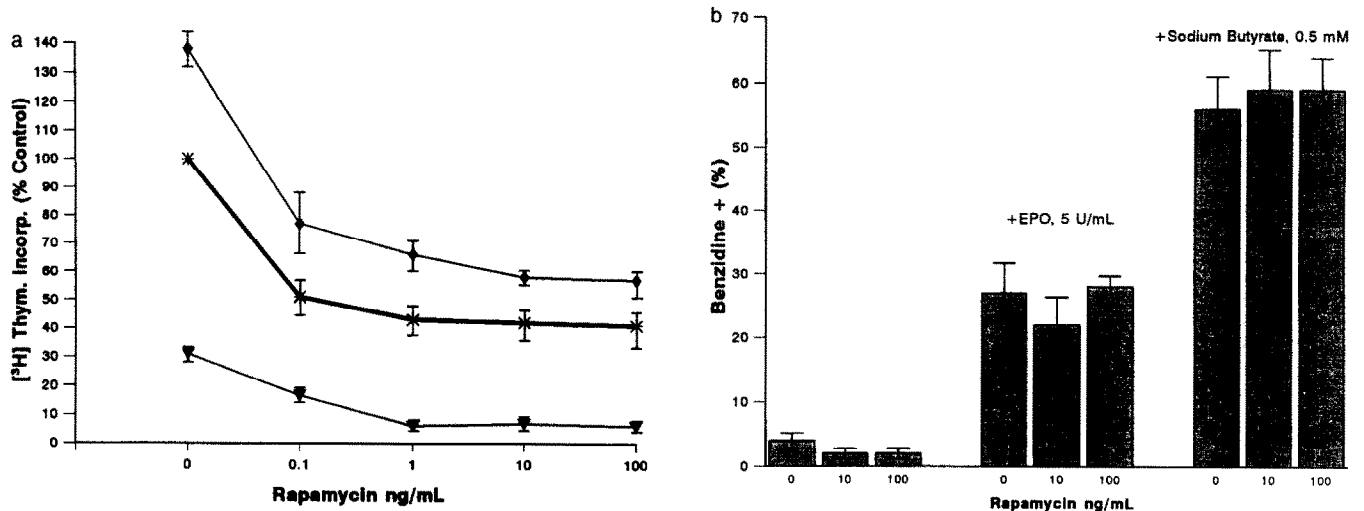 a
[³H] Thym. Incorp. (% Control)
140
130
120
110
100
90
80
70
60
50
40
30
20
10
0
0 0.1 1 10 100
Rapamycin ng/mL
b
Benzidine + (%)
70
60
50
40
30
20
10
0
+EPO, 5 U/mL
+Sodium Butyrate, 0.5 mM
0 10 100 0 10 100 0 10 100
Rapamycin ng/mL